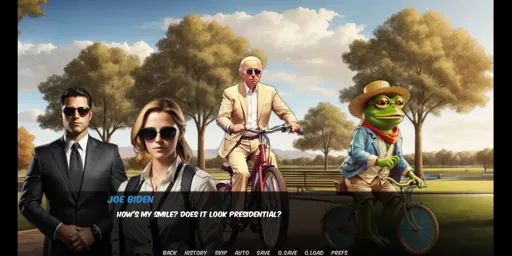 JOE BIDEN
HOW'S MY SMILE? DOES IT LOOK PRESIDENTIAL?
BACK HISTORY SKIP AUTO SAVE Q.SAVE Q.LOAD PREFS